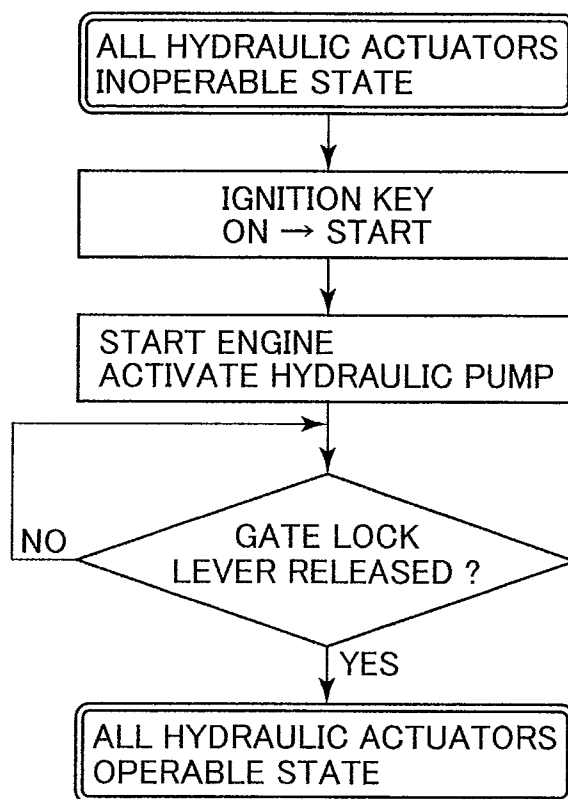 ALL HYDRAULIC ACTUATORS
INOPERABLE STATE
IGNITION KEY
ON → START
START ENGINE
ACTIVATE HYDRAULIC PUMP
GATE LOCK
LEVER RELEASED ?
NO
YES
ALL HYDRAULIC ACTUATORS
OPERABLE STATE